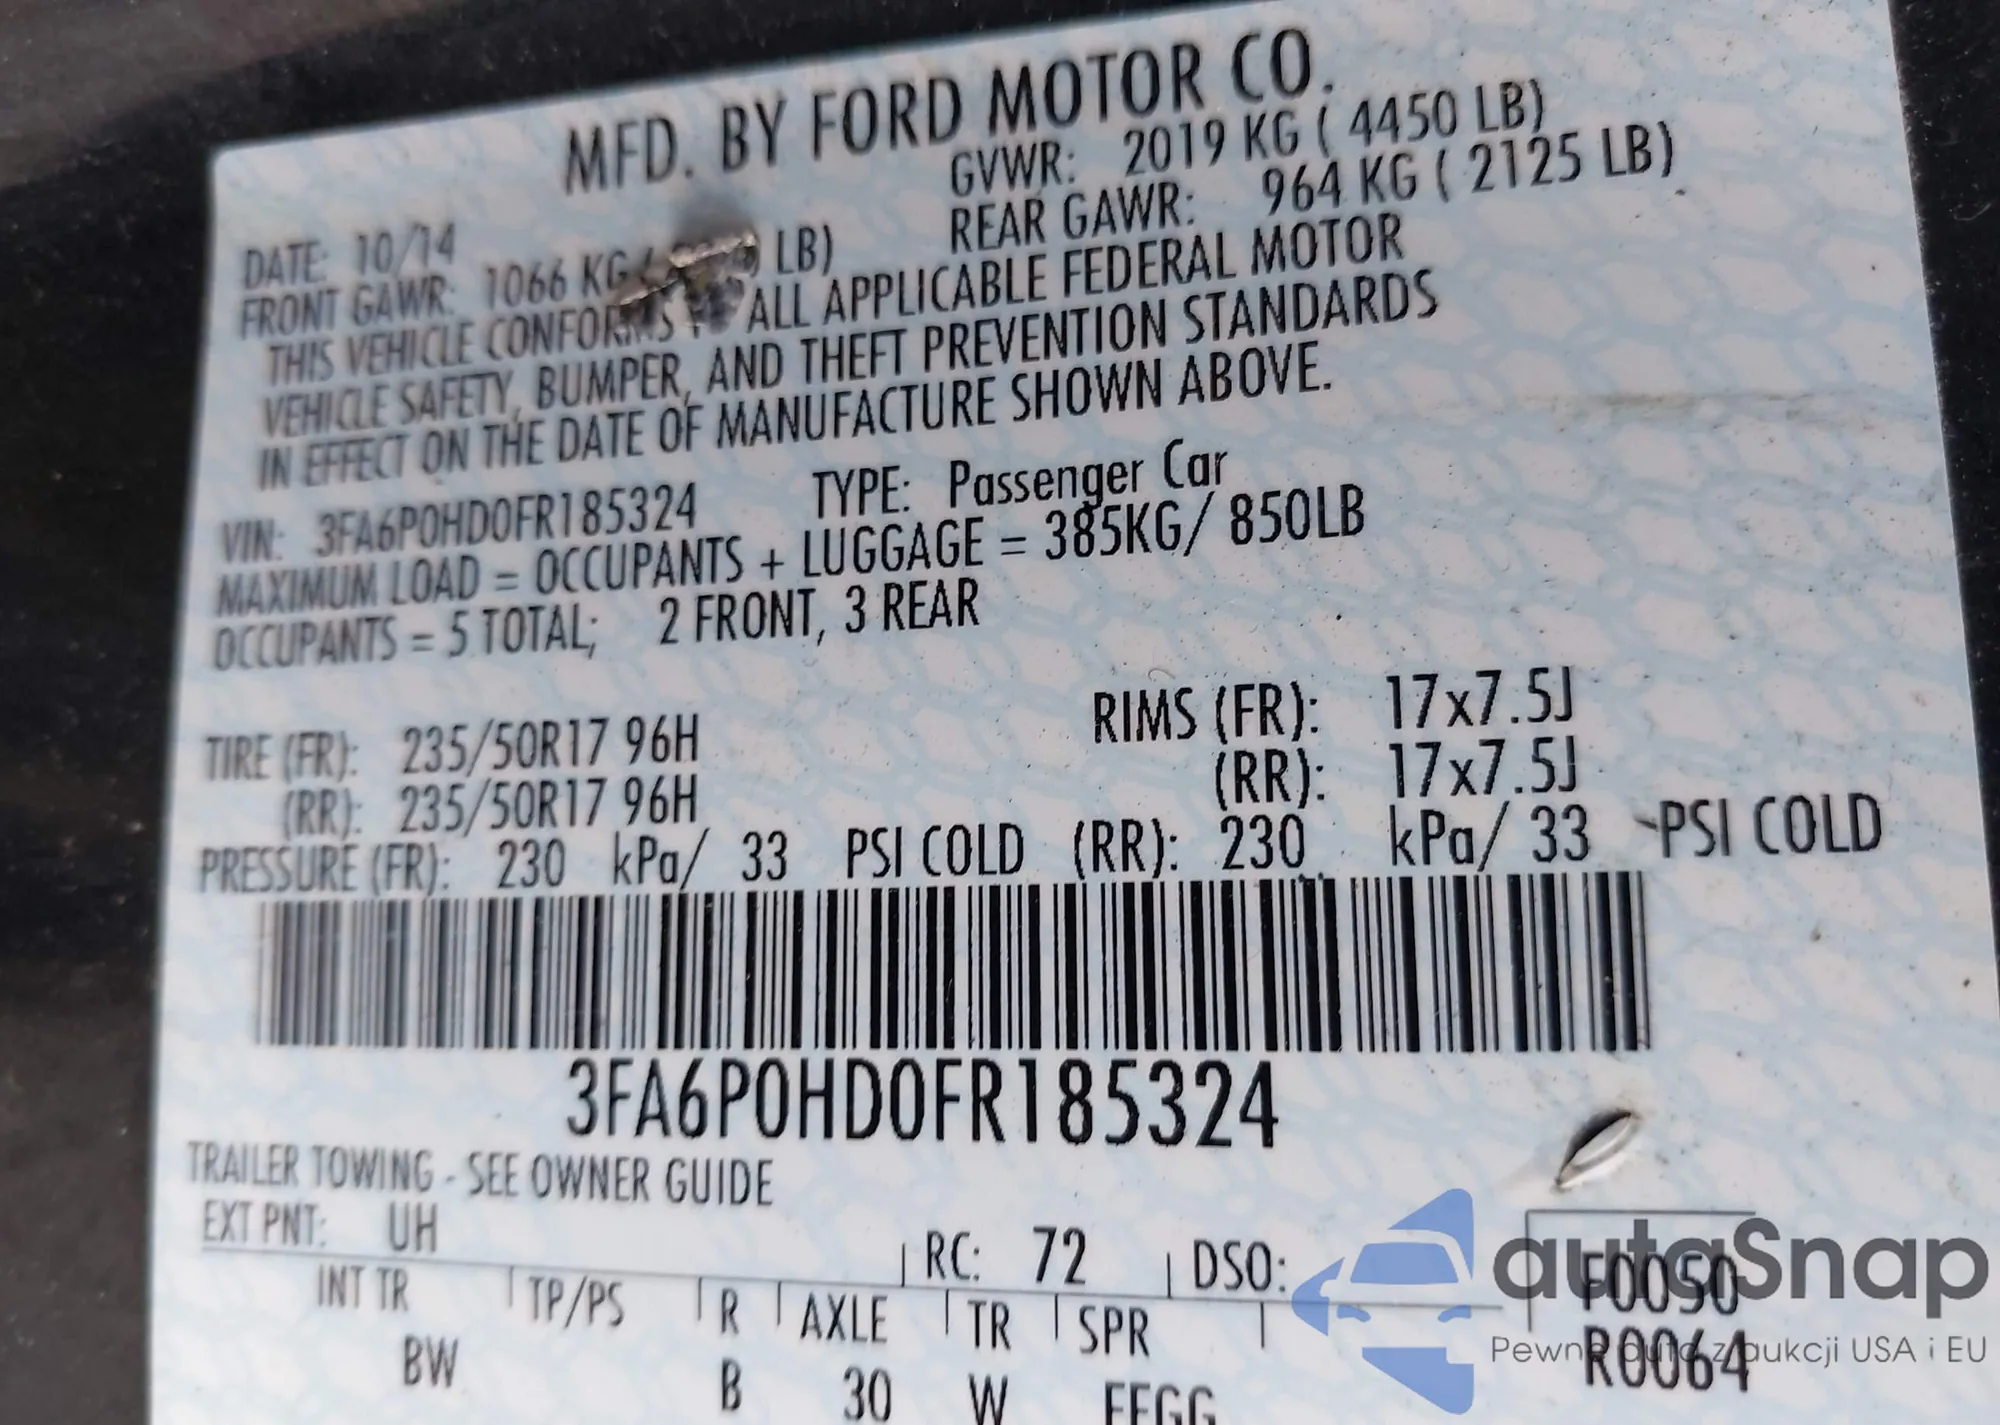 MFD. BY FORD MOTOR CO.
DATE: 10/14 GVWR: 2019 KG ( 4450 LB)
FRONT GAWR: 1066 KG ( LB) REAR GAWR: 964 KG ( 2125 LB)
THIS VEHICLE CONFORMS ALL APPLICABLE FEDERAL MOTOR
VEHICLE SAFETY, BUMPER, AND THEFT PREVENTION STANDARDS
IN EFFECT ON THE DATE OF MANUFACTURE SHOWN ABOVE.
VIN: 3FA6P0HD0FR185324 TYPE: Passenger Car
MAXIMUM LOAD = OCCUPANTS + LUGGAGE = 385KG/ 850LB
OCCUPANTS = 5 TOTAL; 2 FRONT, 3 REAR
TIRE (FR): 235/50R17 96H RIMS (FR): 17x7.5J
(RR): 235/50R17 96H (RR): 17x7.5J
PRESSURE (FR): 230 kPa/ 33 PSI COLD (RR): 230 kPa/ 33 PSI COLD
3FA6P0HD0FR185324
TRAILER TOWING - SEE OWNER GUIDE
EXT PNT: UH RC: 72 DSO: F0050
INT TR TP/PS R AXLE TR SPR R0064
BW B 30 W EEGG
autoSnap
Pewne auto z aukcji USA i EU